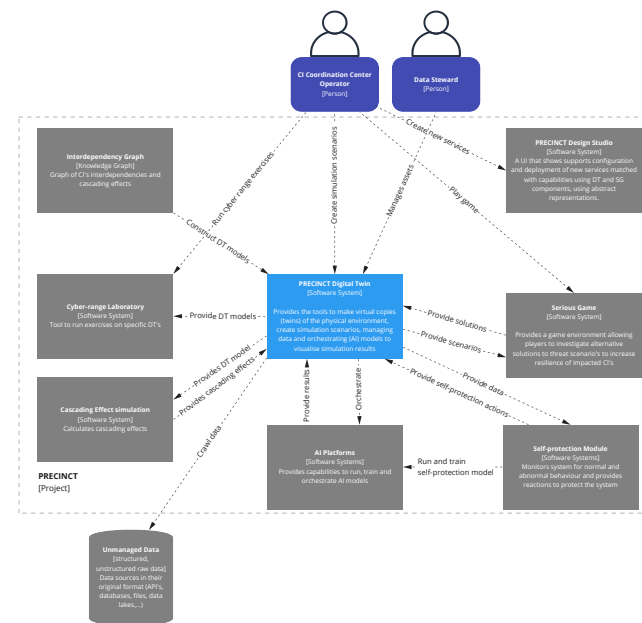 CI Coordination Center
Operator
[Person]
Data Steward
[Person]
Create new services
Run cyber range exercises
Create simulation scenarios
Manages assets
Play game
Interdependency Graph
[Knowledge Graph]
Graph of CI's interdependencies and
cascading effects
PRECINCT Design Studio
[Software System]
A UI that shows supports configuration
and deployment of new services matched
with capabilities using DT and SG
components, using abstract
representations.
Construct DT models
Cyber-range Laboratory
[Software System]
Tool to run exercises on specific DT's
Provide DT models
PRECINCT Digital Twin
[Software System]
Provides the tools to make virtual copies
(twins) of the physical environment,
create simulation scenarios, managing
data and orchestrating (AI) models to
visualise simulation results
Provide solutions
Provide scenarios
Serious Game
[Software System]
Provides a game environment allowing
players to investigate alternative
solutions to threat scenario's to increase
resilience of impacted CI's
Provides DT model
Provides cascading effects
Provide data
Provide self-protection actions
Cascading Effect simulation
[Software System]
Calculates cascading effects
Crawl data
Provide results
Orchestrate
AI Platforms
[Software Systems]
Provides capabilities to run, train and
orchestrate AI models
Run and train
self-protection model
Self-protection Module
[Software Systems]
Monitors system for normal and
abnormal behaviour and provides
reactions to protect the system
PRECINCT
[Project]
Unmanaged Data
[structured,
unstructured raw data]
Data sources in their
original format (API's,
databases, files, data
lakes,...)